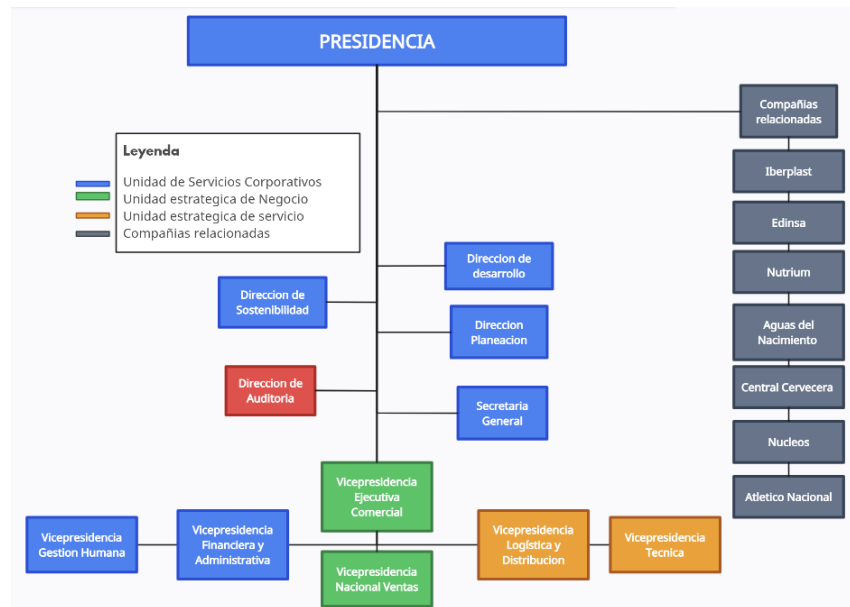 PRESIDENCIA
Compañias
relacionadas
Leyenda
Unidad de Servicios Corporativos
Unidad estrategica de Negocio
Unidad estrategica de servicio
Compañias relacionadas
Iberplast
Edinsa
Nutrium
Aguas del
Nacimiento
Central Cervecera
Nucleos
Atletico Nacional
Direccion de
desarrollo
Direccion de
Sostenibilidad
Direccion
Planeacion
Direccion de
Auditoria
Secretaria
General
Vicepresidencia
Ejecutiva
Comercial
Vicepresidencia
Gestion Humana
Vicepresidencia
Financiera y
Administrativa
Vicepresidencia
Logística y
Distribucion
Vicepresidencia
Tecnica
Vicepresidencia
Nacional Ventas